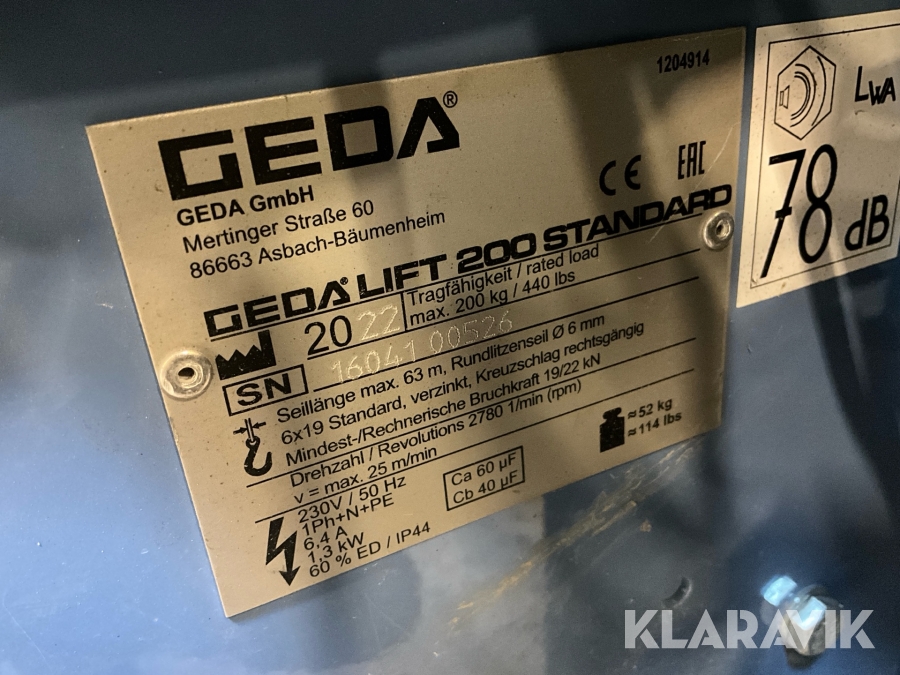 1204914
GEDA®
GEDA GmbH
Mertinger Straße 60
86663 Asbach-Bäumenheim
CE EAC
GEDA® LIFT 200 STANDARD
2022
Tragfähigkeit / rated load
max. 200 kg / 440 lbs
SN 16041 00526
Seillänge max. 63 m, Rundlitzenseil Ø 6 mm
6x19 Standard, verzinkt, Kreuzschlag rechtsgängig
Mindest-/Rechnerische Bruchkraft 19/22 kN
Drehzahl / Revolutions 2780 1/min (rpm)
v = max. 25 m/min
≈ 52 kg
≈ 114 lbs
230V / 50 Hz
1Ph+N+PE
6,4 A
1,3 kW
60 % ED / IP44
Ca 60 µF
Cb 40 µF
LWA
78 dB
KLARAVIK